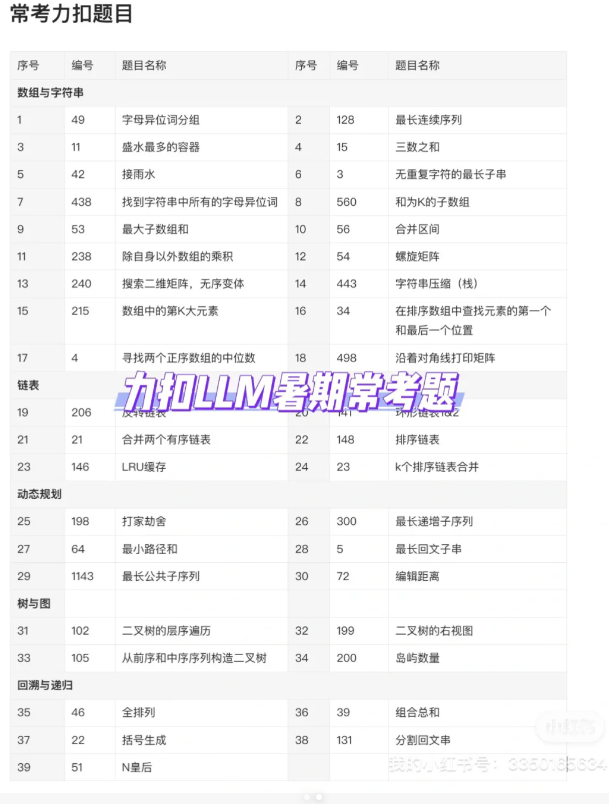 常考力扣题目
序号 编号 题目名称 序号 编号 题目名称
数组与字符串
1 49 字母异位词分组 2 128 最长连续序列
3 11 盛水最多的容器 4 15 三数之和
5 42 接雨水 6 3 无重复字符的最长子串
7 438 找到字符串中所有的字母异位词 8 560 和为K的子数组
9 53 最大子数组和 10 56 合并区间
11 238 除自身以外数组的乘积 12 54 螺旋矩阵
13 240 搜索二维矩阵，无序变体 14 443 字符串压缩（栈）
15 215 数组中的第K大元素 16 34 在排序数组中查找元素的第一个
和最后一个位置
17 4 寻找两个正序数组的中位数 18 498 沿着对角线打印矩阵
链表
力扣LLM暑期常考题
19 206 反转链表 20 141 环形链表1&2
21 21 合并两个有序链表 22 148 排序链表
23 146 LRU缓存 24 23 k个排序链表合并
动态规划
25 198 打家劫舍 26 300 最长递增子序列
27 64 最小路径和 28 5 最长回文子串
29 1143 最长公共子序列 30 72 编辑距离
树与图
31 102 二叉树的层序遍历 32 199 二叉树的右视图
33 105 从前序和中序序列构造二叉树 34 200 岛屿数量
回溯与递归
35 46 全排列 36 39 组合总和
37 22 括号生成 38 131 分割回文串
39 51 N皇后
小红书
我的小红书号：3350185634